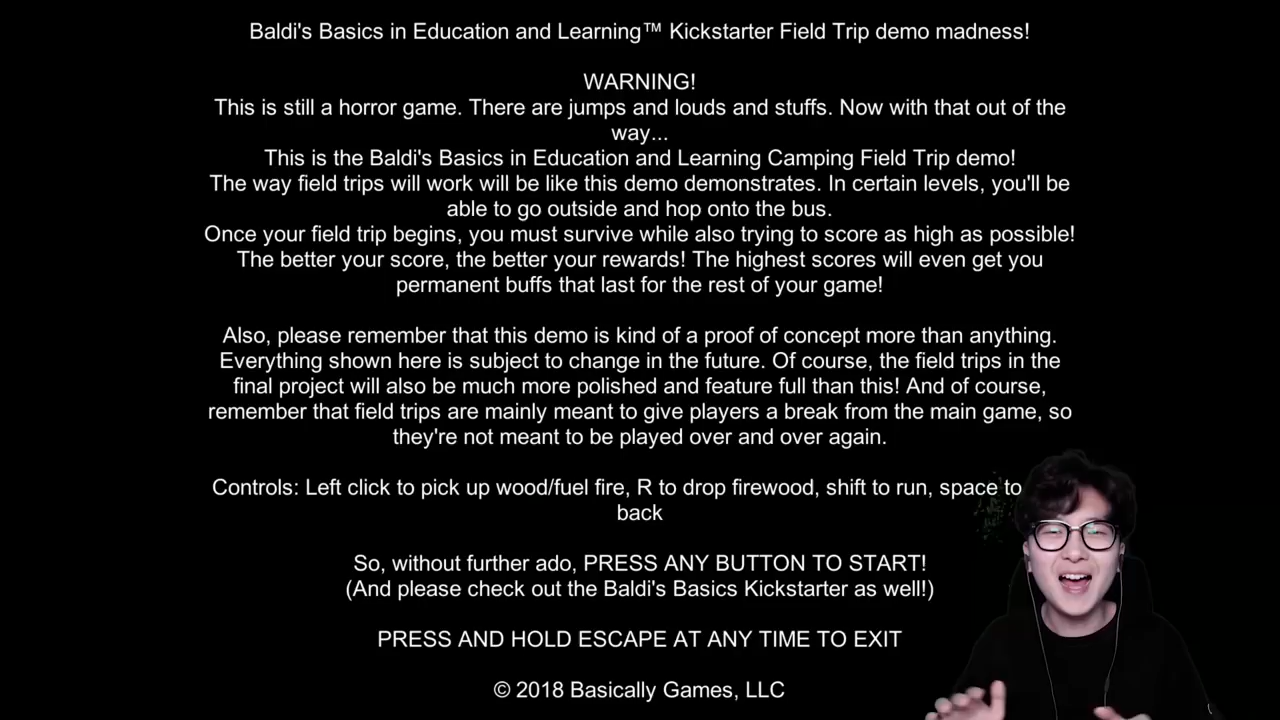 Baldi's Basics in Education and Learning™ Kickstarter Field Trip demo madness!
WARNING!
This is still a horror game. There are jumps and louds and stuffs. Now with that out of the
way...
This is the Baldi's Basics in Education and Learning Camping Field Trip demo!
The way field trips will work will be like this demo demonstrates. In certain levels, you'll be
able to go outside and hop onto the bus.
Once your field trip begins, you must survive while also trying to score as high as possible!
The better your score, the better your rewards! The highest scores will even get you
permanent buffs that last for the rest of your game!
Also, please remember that this demo is kind of a proof of concept more than anything.
Everything shown here is subject to change in the future. Of course, the field trips in the
final project will also be much more polished and feature full than this! And of course,
remember that field trips are mainly meant to give players a break from the main game, so
they're not meant to be played over and over again.
Controls: Left click to pick up wood/fuel fire, R to drop firewood, shift to run, space to
back
So, without further ado, PRESS ANY BUTTON TO START!
(And please check out the Baldi's Basics Kickstarter as well!)
PRESS AND HOLD ESCAPE AT ANY TIME TO EXIT
© 2018 Basically Games, LLC